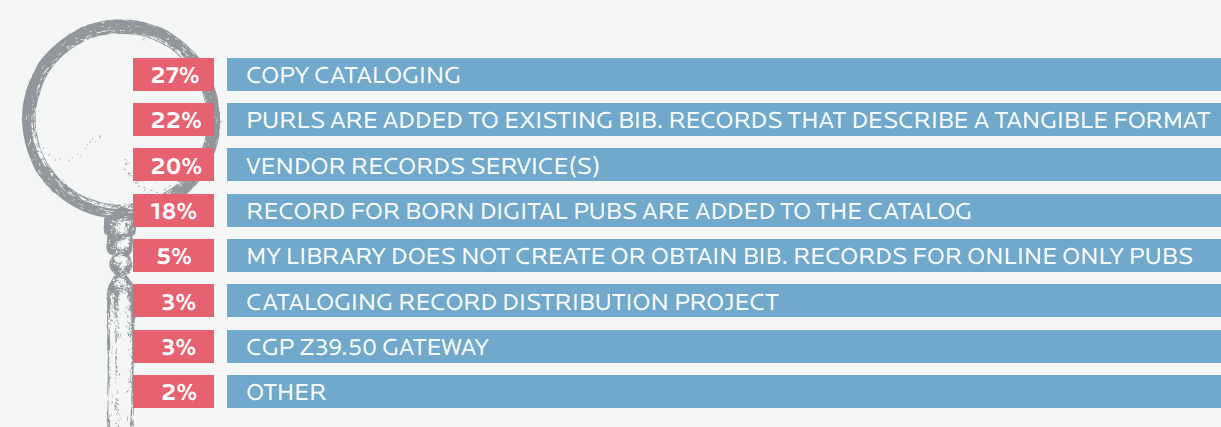 27% COPY CATALOGING
22% PURLS ARE ADDED TO EXISTING BIB. RECORDS THAT DESCRIBE A TANGIBLE FORMAT
20% VENDOR RECORDS SERVICE(S)
18% RECORD FOR BORN DIGITAL PUBS ARE ADDED TO THE CATALOG
5% MY LIBRARY DOES NOT CREATE OR OBTAIN BIB. RECORDS FOR ONLINE ONLY PUBS
3% CATALOGING RECORD DISTRIBUTION PROJECT
3% CGP Z39.50 GATEWAY
2% OTHER